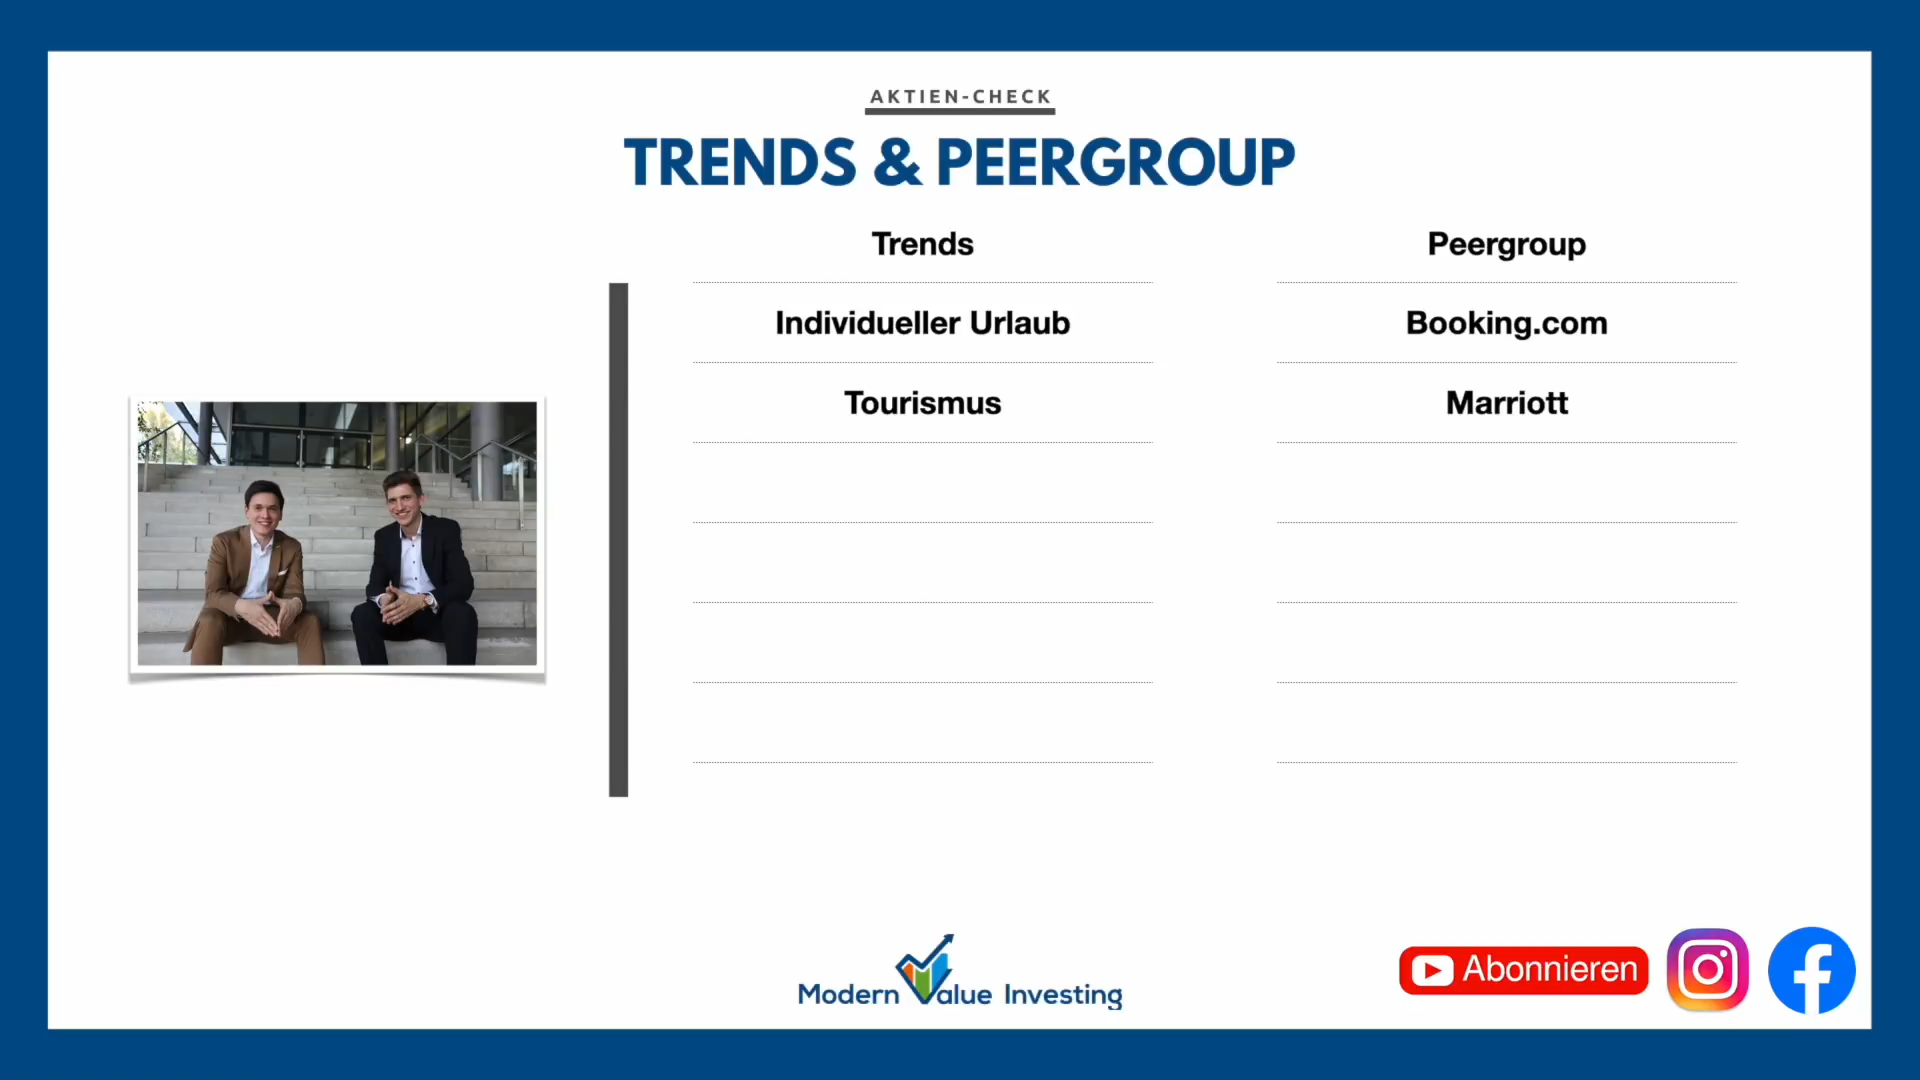 AKTIEN-CHECK
TRENDS & PEERGROUP
Trends
Peergroup
Individueller Urlaub
Booking.com
Tourismus
Marriott
Modern Value Investing
Abonnieren